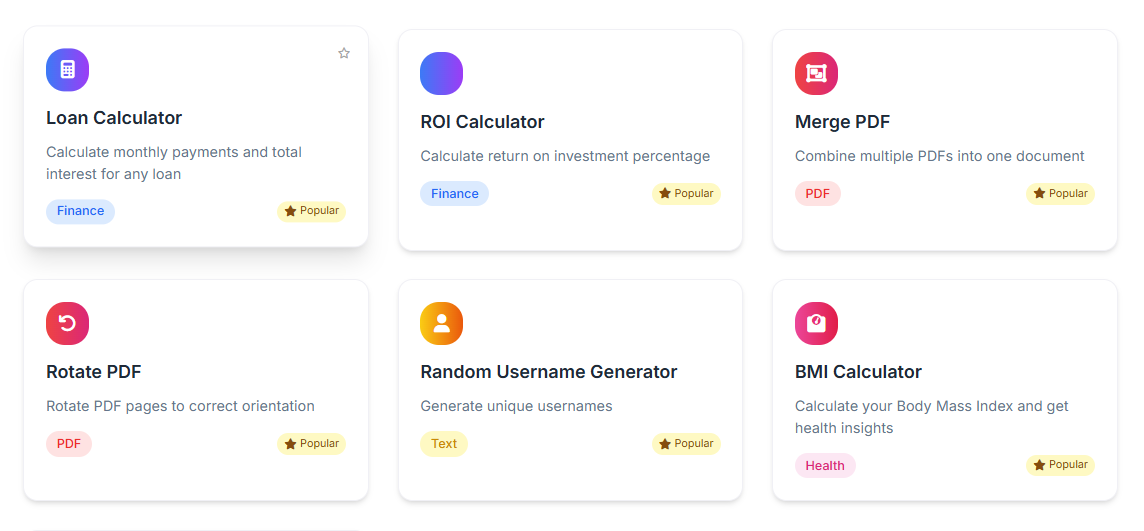 Loan Calculator
Calculate monthly payments and total
interest for any loan
Finance
Popular
ROI Calculator
Calculate return on investment percentage
Finance
Popular
Merge PDF
Combine multiple PDFs into one document
PDF
Popular
Rotate PDF
Rotate PDF pages to correct orientation
PDF
Popular
Random Username Generator
Generate unique usernames
Text
Popular
BMI Calculator
Calculate your Body Mass Index and get
health insights
Health
Popular